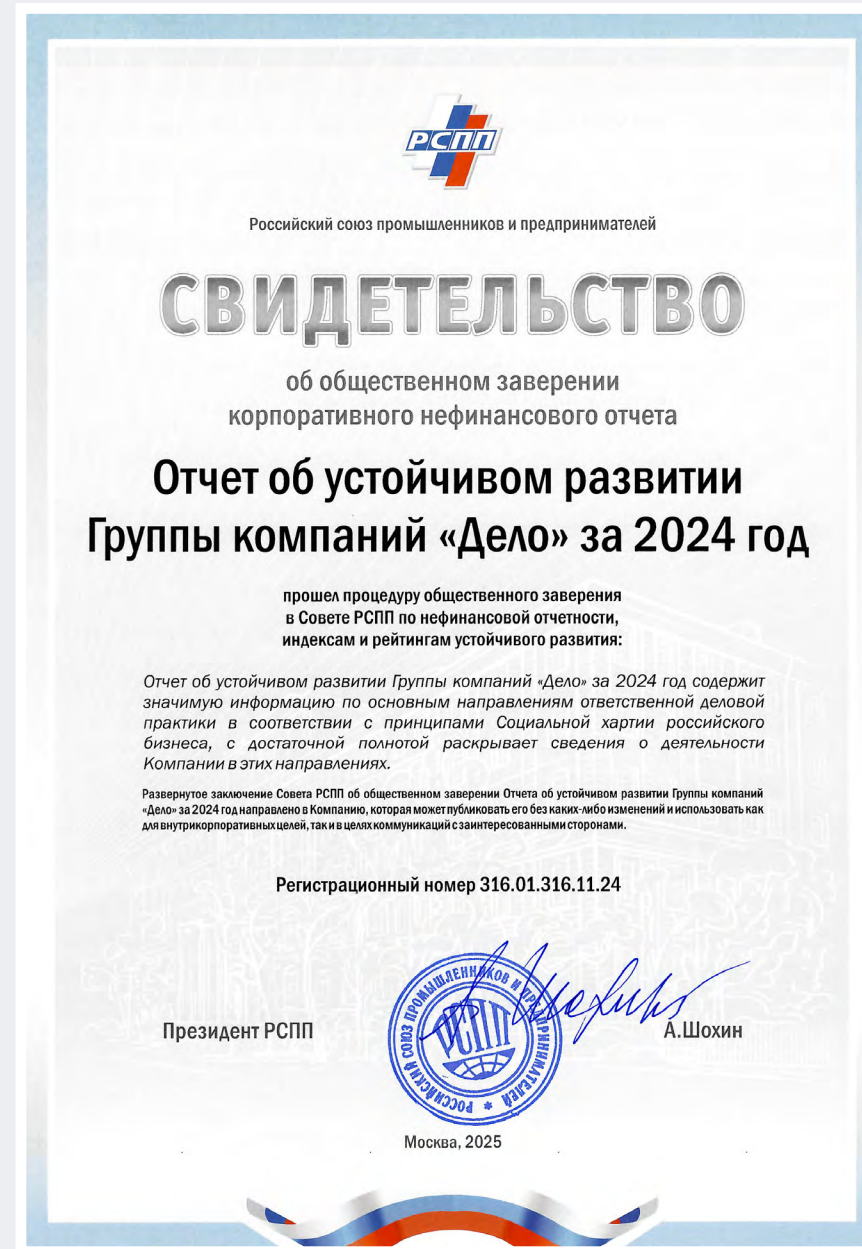 РСПП
Российский союз промышленников и предпринимателей
СВИДЕТЕЛЬСТВО
об общественном заверении
корпоративного нефинансового отчета
Отчет об устойчивом развитии
Группы компаний «Дело» за 2024 год
прошел процедуру общественного заверения
в Совете РСПП по нефинансовой отчетности,
индексам и рейтингам устойчивого развития:
Отчет об устойчивом развитии Группы компаний «Дело» за 2024 год содержит
значимую информацию по основным направлениям ответственной деловой
практики в соответствии с принципами Социальной хартии российского
бизнеса, с достаточной полнотой раскрывает сведения о деятельности
Компании в этих направлениях.
Развернутое заключение Совета РСПП об общественном заверении Отчета об устойчивом развитии Группы компаний
«Дело» за 2024 год направлено в Компанию, которая может публиковать его без каких-либо изменений и использовать как
для внутрикорпоративных целей, так и в целях коммуникаций с заинтересованными сторонами.
Регистрационный номер 316.01.316.11.24
РОССИЙСКИЙ СОЮЗ ПРОМЫШЛЕННИКОВ И ПРЕДПРИНИМАТЕЛЕЙ *
РСПП
Президент РСПП
А.Шохин
Москва, 2025